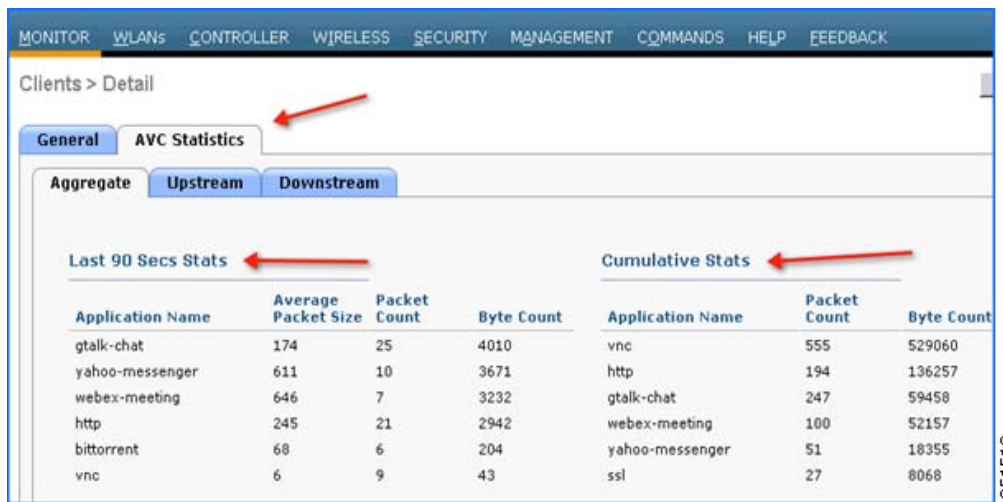 MONITOR WLANs CONTROLLER WIRELESS SECURITY MANAGEMENT COMMANDS HELP FEEDBACK
Clients > Detail
General AVC Statistics
Aggregate Upstream Downstream
Last 90 Secs Stats
Application Name Average Packet Size Packet Count Byte Count
gtalk-chat 174 25 4010
yahoo-messenger 611 10 3671
webex-meeting 646 7 3232
http 245 21 2942
bittorrent 68 6 204
vnc 6 9 43
Cumulative Stats
Application Name Packet Count Byte Count
vnc 555 529060
http 194 136257
gtalk-chat 247 59458
webex-meeting 100 52157
yahoo-messenger 51 18355
ssl 27 8068